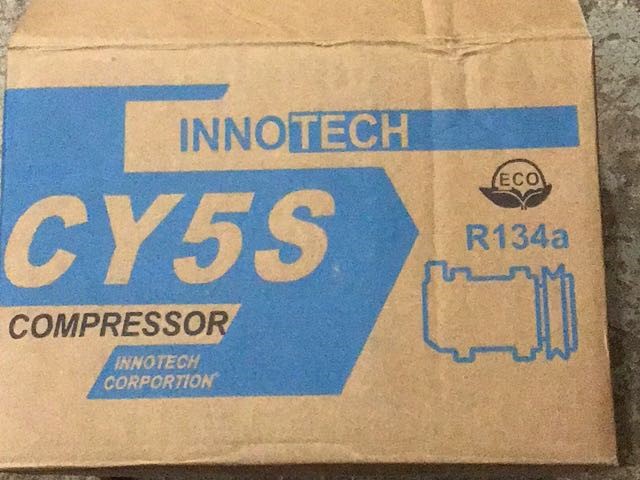 INNOTECH
ECO
R134a
CY5S
COMPRESSOR
INNOTECH
CORPORTION